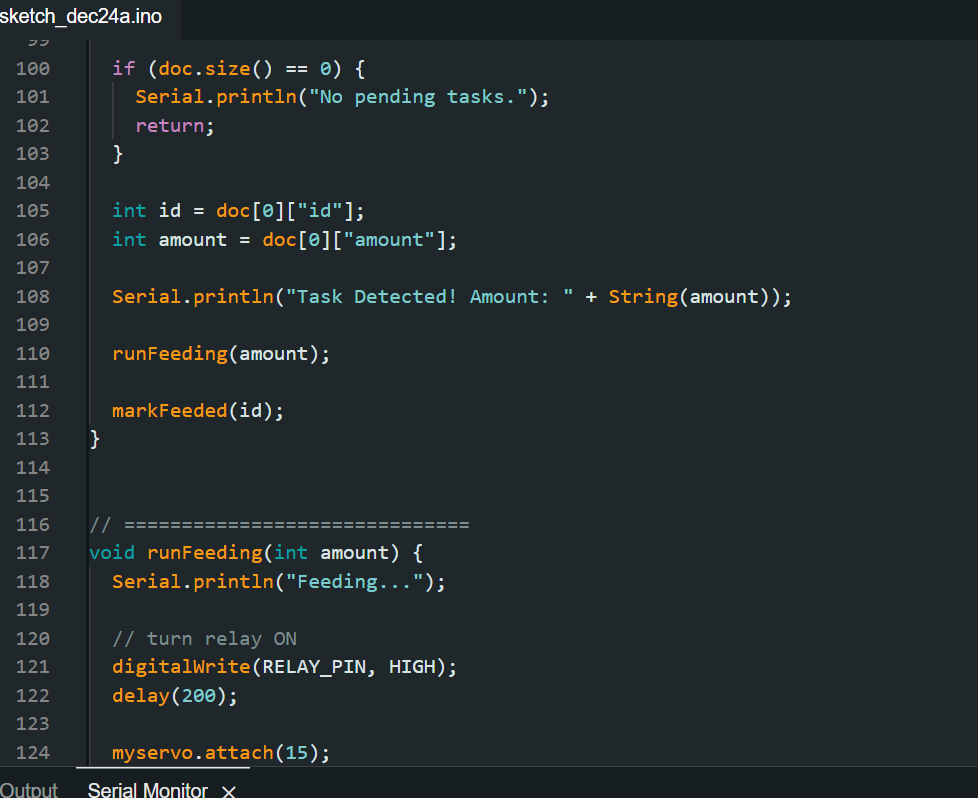 sketch_dec24a.ino
99
100 if (doc.size() == 0) {
101 Serial.println("No pending tasks.");
102 return;
103 }
104
105 int id = doc[0]["id"];
106 int amount = doc[0]["amount"];
107
108 Serial.println("Task Detected! Amount: " + String(amount));
109
110 runFeeding(amount);
111
112 markFeeded(id);
113 }
114
115
116 // ==============================
117 void runFeeding(int amount) {
118 Serial.println("Feeding...");
119
120 // turn relay ON
121 digitalWrite(RELAY_PIN, HIGH);
122 delay(200);
123
124 myservo.attach(15);
Output Serial Monitor ×